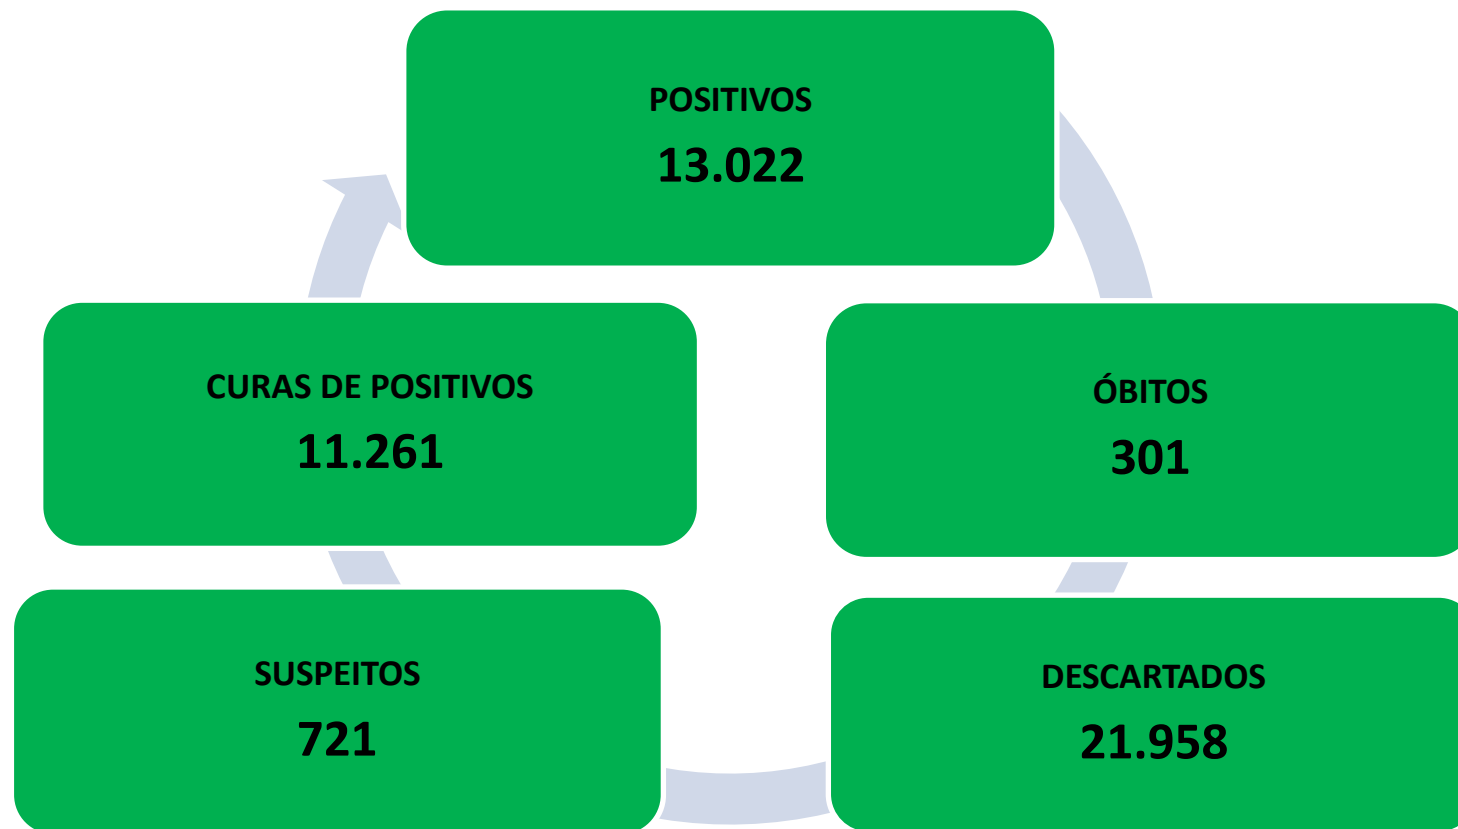 POSITIVOS
13.022
CURAS DE POSITIVOS
11.261
ÓBITOS
301
SUSPEITOS
721
DESCARTADOS
21.958